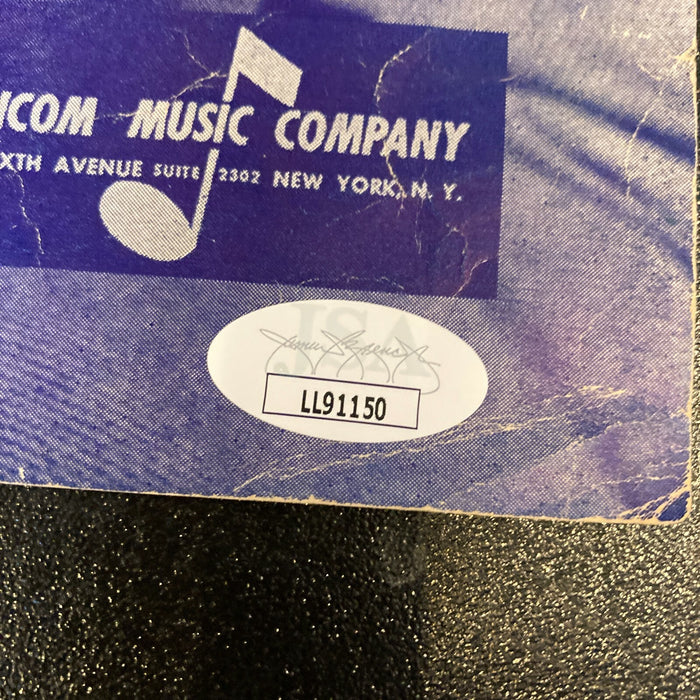 ICOM MUSIC COMPANY
XTH AVENUE SUITE 2302 NEW YORK, N. Y.
JSA
LL91150